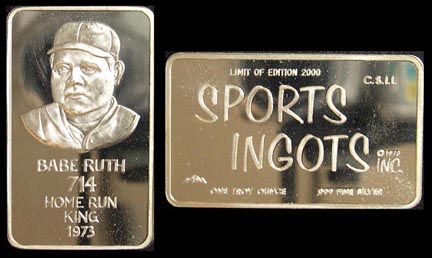 BABE RUTH
714
HOME RUN
KING
1973
LIMIT OF EDITION 2000
C.S.I.L
SPORTS
INGOTS
INC.
ONE TROY OUNCE .999 FINE SILVER